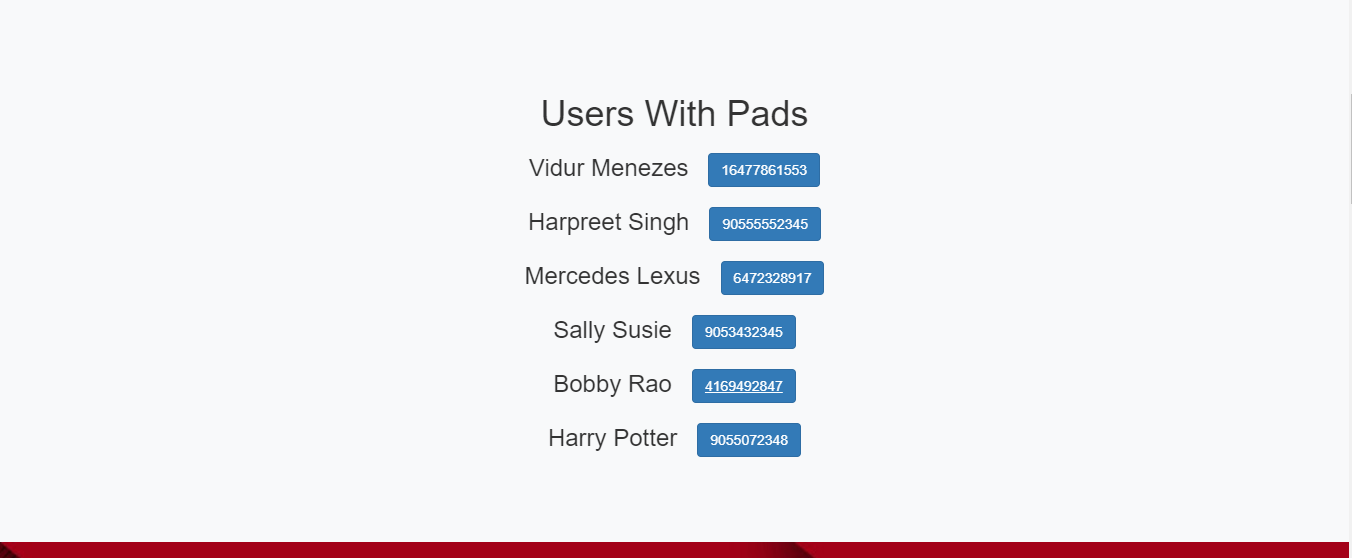 Users With Pads
Vidur Menezes 16477861553
Harpreet Singh 90555552345
Mercedes Lexus 6472328917
Sally Susie 9053432345
Bobby Rao 4169492847
Harry Potter 9055072348